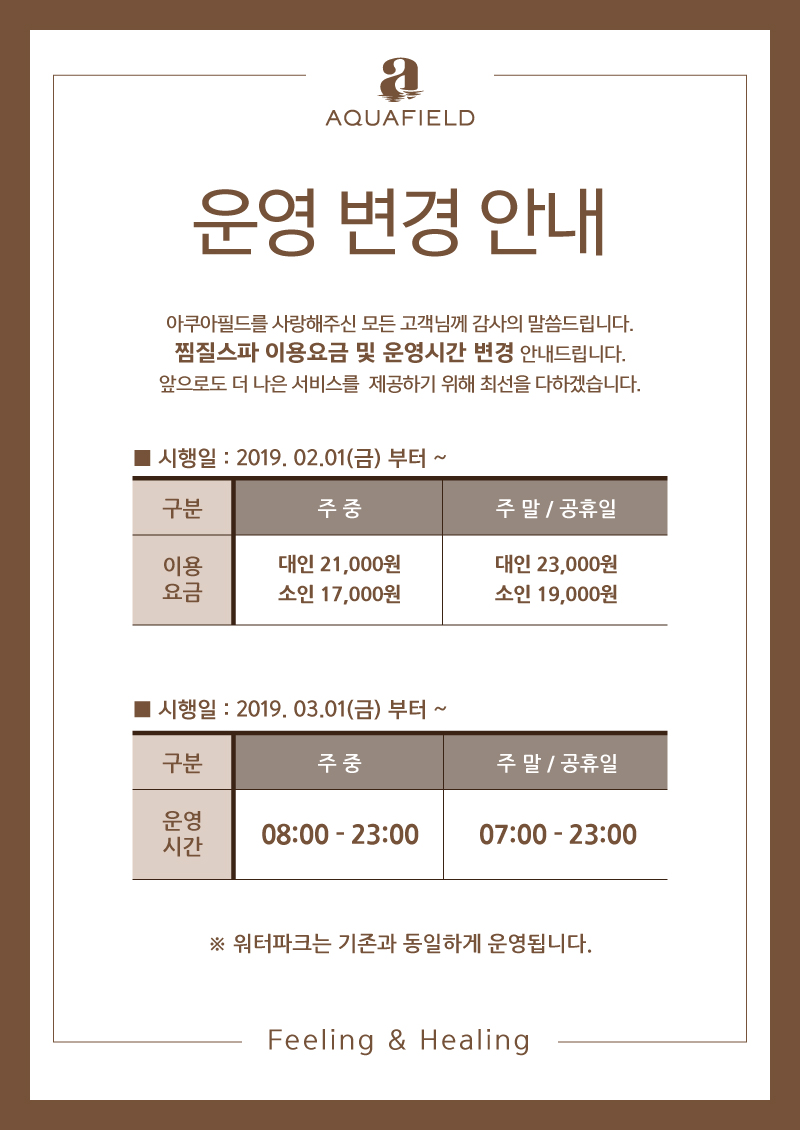 a
AQUAFIELD
운영 변경 안내
아쿠아필드를 사랑해주신 모든 고객님께 감사의 말씀드립니다.
찜질스파 이용요금 및 운영시간 변경 안내드립니다.
앞으로도 더 나은 서비스를 제공하기 위해 최선을 다하겠습니다.
■ 시행일 : 2019. 02.01(금) 부터 ~
구분 주 중 주 말 / 공휴일
이용 요금 대인 21,000원 대인 23,000원
소인 17,000원 소인 19,000원
■ 시행일 : 2019. 03.01(금) 부터 ~
구분 주 중 주 말 / 공휴일
운영 시간 08:00 - 23:00 07:00 - 23:00
※ 워터파크는 기존과 동일하게 운영됩니다.
Feeling & Healing